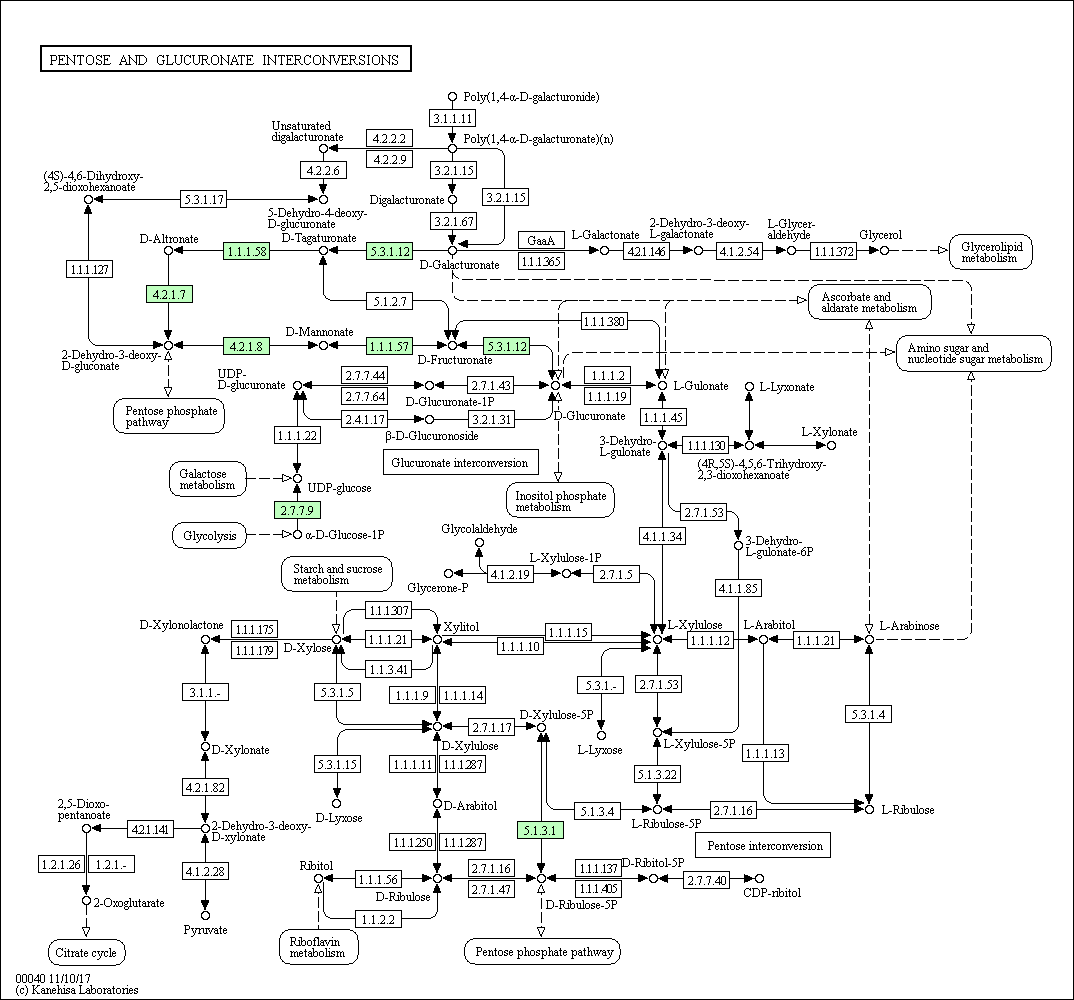 PENTOSE AND GLUCURONATE INTERCONVERSIONS
Poly(1,4-α-D-galacturonide)
3.1.1.11
Unsaturated
digalacturonate
4.2.2.2
Poly(1,4-α-D-galacturonate)(n)
4.2.2.9
4.2.2.6
3.2.1.15
(4S)-4,6-Dihydroxy-
2,5-dioxohexanoate
5.3.1.17
Digalacturonate
3.2.1.15
5-Dehydro-4-deoxy-
D-glucuronate
3.2.1.67
D-Altronate
D-Tagaturonate
1.1.1.58
5.3.1.12
D-Galacturonate
GaaA
1.1.1365
L-Galactonate
4.2.1.146
2-Dehydro-3-deoxy-
L-galactonate
4.1.2.54
L-Glycer-
aldehyde
1.1.1372
Glycerol
Glycerolipid
metabolism
1.1.1.127
4.2.1.7
5.1.2.7
Ascorbate and
aldarate metabolism
1.1.1.380
D-Mannonate
4.2.1.8
1.1.1.57
D-Fructuronate
5.3.1.12
2-Dehydro-3-deoxy-
D-gluconate
Amino sugar and
nucleotide sugar metabolism
Pentose phosphate
pathway
UDP-
D-glucuronate
2.7.7.44
2.7.7.64
D-Glucuronate-1P
2.7.1.43
1.1.1.2
1.1.1.19
L-Gulonate
L-Lyxonate
2.4.1.17
β-D-Glucuronoside
3.2.1.31
D-Glucuronate
1.1.1.45
1.1.1.22
3-Dehydro-
L-gulonate
1.1.1.130
L-Xylonate
(4R,5S)-4,5,6-Trihydroxy-
2,3-dioxohexanoate
Glucuronate interconversion
Galactose
metabolism
UDP-glucose
Inositol phosphate
metabolism
2.7.7.9
2.7.1.53
Glycolysis
α-D-Glucose-1P
Glycolaldehyde
4.1.1.34
3-Dehydro-
L-gulonate-6P
Starch and sucrose
metabolism
Glycerone-P
4.1.2.19
L-Xylulose-1P
2.7.1.5
4.1.1.85
1.1.1307
D-Xylonolactone
1.1.1.175
1.1.1.179
D-Xylose
1.1.1.21
Xylitol
1.1.1.15
1.1.1.10
L-Xylulose
1.1.1.12
L-Arabitol
1.1.1.21
L-Arabinose
1.1.3.41
3.1.1.-
5.3.1.5
1.1.1.9
1.1.1.14
5.3.1.-
2.7.1.53
5.3.1.4
D-Xylulose-5P
2.7.1.17
D-Xylulose
L-Lyxose
L-Xylulose-5P
D-Xylonate
5.3.1.15
1.1.1.11
1.1.1287
1.1.1.13
5.1.3.22
4.2.1.82
D-Lyxose
D-Arabitol
5.1.3.4
L-Ribulose-5P
2.7.1.16
L-Ribulose
2,5-Dioxo-
pentanoate
4.2.1.141
2-Dehydro-3-deoxy-
D-xylonate
5.1.3.1
1.1.1250
1.1.1287
Pentose interconversion
1.2.1.26
1.2.1.-
4.1.2.28
Ribitol
1.1.1.56
D-Ribulose
2.7.1.16
2.7.1.47
1.1.1.137
1.1.1.405
D-Ribitol-5P
2.7.7.40
CDP-ribitol
D-Ribulose-5P
2-Oxoglutarate
Pyruvate
1.1.2.2
Citrate cycle
Riboflavin
metabolism
Pentose phosphate pathway
00040 11/10/17
(c) Kanehisa Laboratories